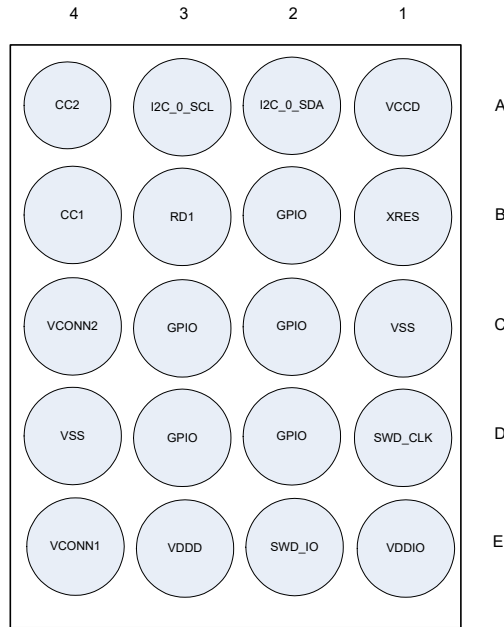 4 3 2 1
CC2 I2C_0_SCL I2C_0_SDA VCCD A
CC1 RD1 GPIO XRES B
VCONN2 GPIO GPIO VSS C
VSS GPIO GPIO SWD_CLK D
VCONN1 VDDD SWD_IO VDDIO E